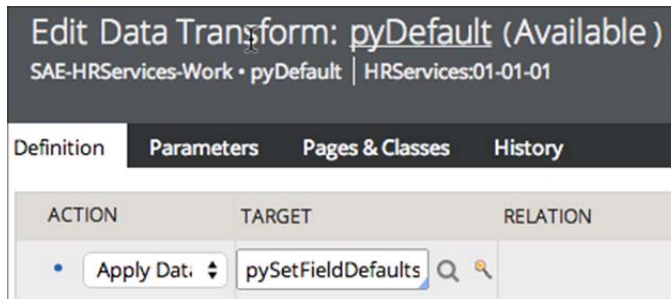 Edit Data Transform: pyDefault (Available)
SAE-HRServices-Work • pyDefault | HRServices:01-01-01
Definition Parameters Pages & Classes History
ACTION TARGET RELATION
• Apply Dat pySetFieldDefaults